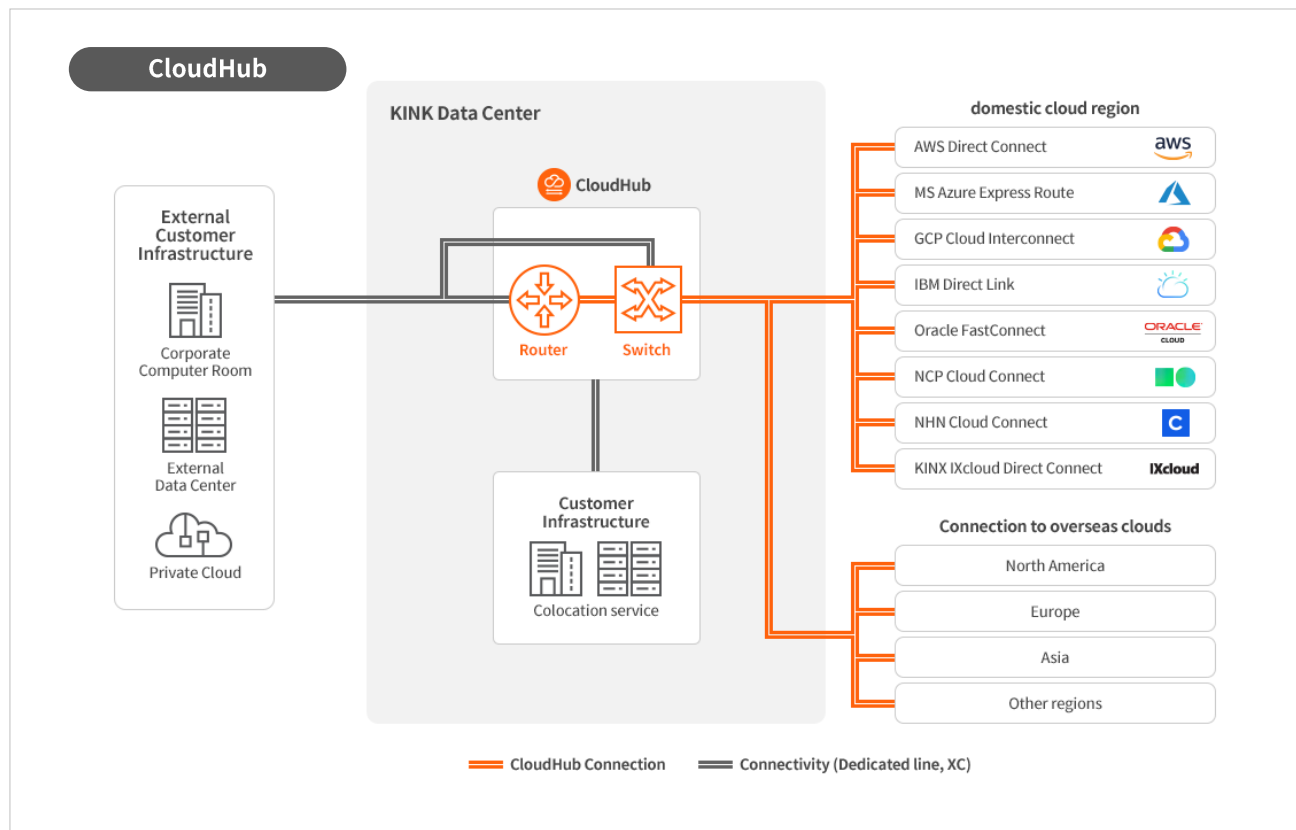 CloudHub
KINK Data Center
CloudHub
Router
Switch
External
Customer
Infrastructure
Corporate
Computer Room
External
Data Center
Private Cloud
Customer
Infrastructure
Colocation service
domestic cloud region
AWS Direct Connect
aws
MS Azure Express Route
GCP Cloud Interconnect
IBM Direct Link
Oracle FastConnect
ORACLE
CLOUD
NCP Cloud Connect
NHN Cloud Connect
C
KINX IXcloud Direct Connect
IXcloud
Connection to overseas clouds
North America
Europe
Asia
Other regions
CloudHub Connection
Connectivity (Dedicated line, XC)